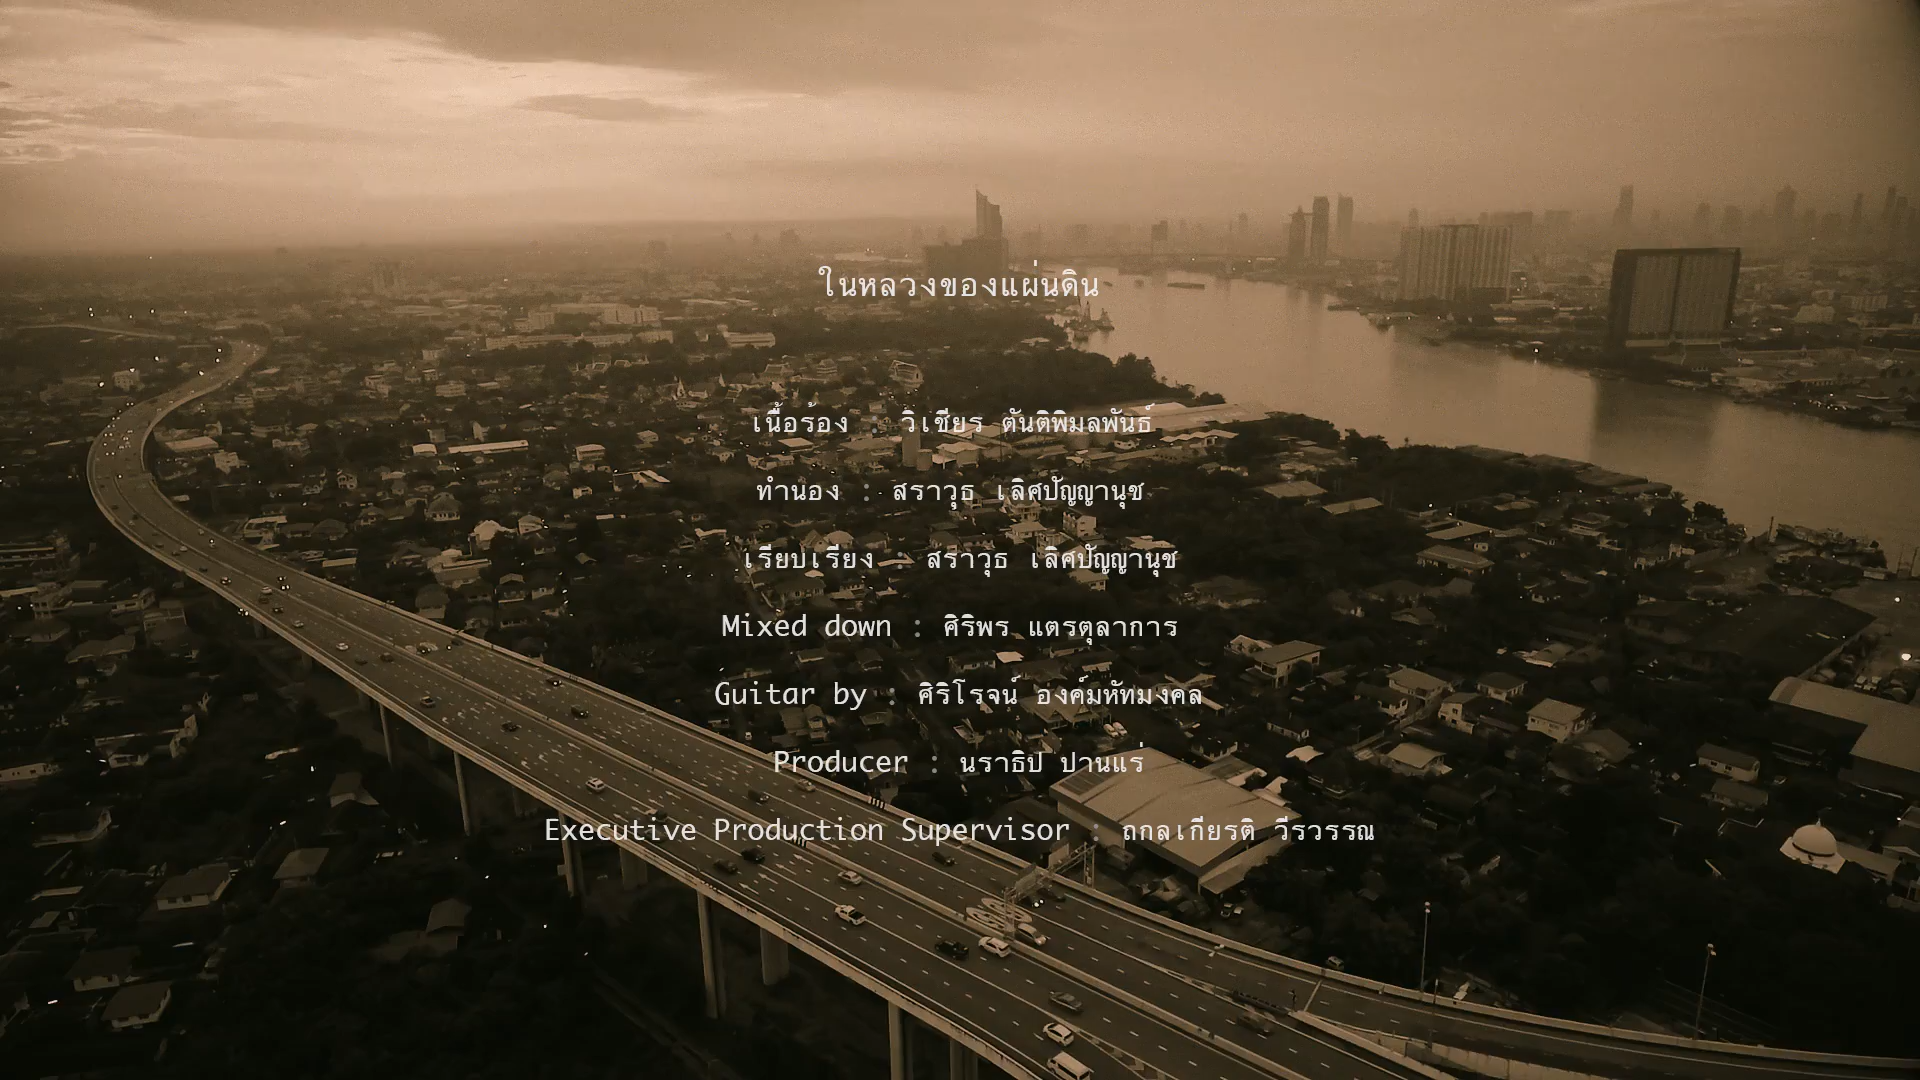 ในหลวงของแผ่นดิน
เนื้อร้อง : วิเชียร ตันติพิมลพันธ์
ทำนอง : สราวุธ เลิศปัญญานุช
เรียบเรียง : สราวุธ เลิศปัญญานุช
Mixed down : ศิริพร แตรตุลาการ
Guitar by : ศิริโรจน์ องค์มหัทมงคล
Producer : นราธิป ปานแร่
Executive Production Supervisor : ถกลเกียรติ วีรวรรณ